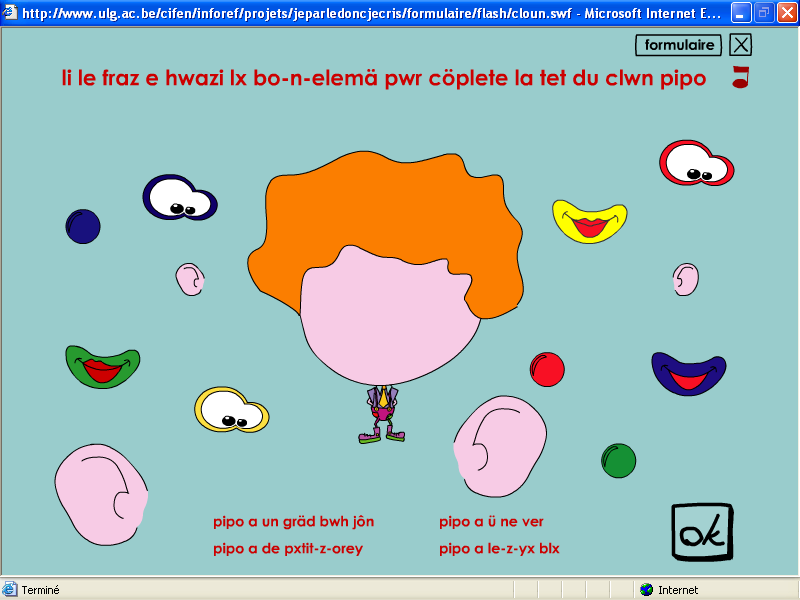 http://www.ulg.ac.be/cifen/inforef/projets/jeparledoncjecris/formulaire/flash/cloun.swf - Microsoft Internet E...
formulaire X
li le fraz e hwazi lx bo-n-elemä pwr cöplete la tet du clwn pipo
pipo a un gräd bwh jôn
pipo a ü ne ver
pipo a de pxtit-z-orey
pipo a le-z-yx blx
ok
Terminé
Internet